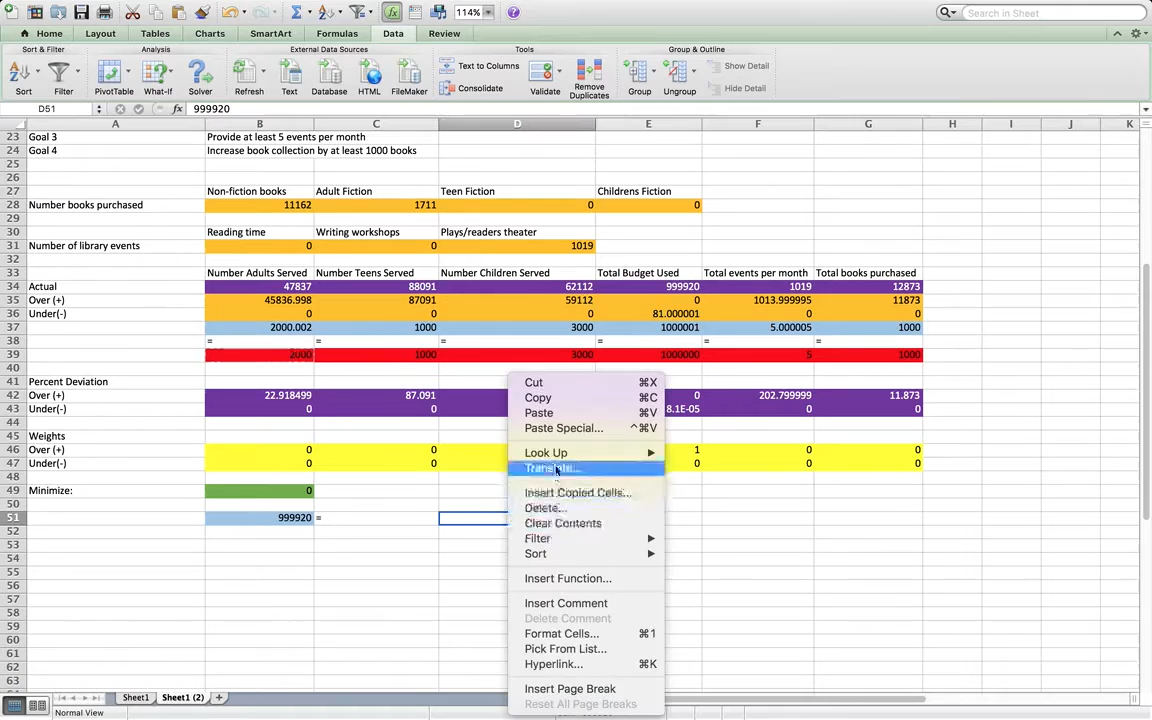 114%
Search in Sheet
Home Layout Tables Charts SmartArt Formulas Data Review
Sort & Filter Analysis External Data Sources Tools Group & Outline
Text to Columns Show Detail
Consolidate Hide Detail
Sort Filter PivotTable What-If Solver Refresh Text Database HTML FileMaker Validate Remove Duplicates Group Ungroup
D51 fx 999920
A B C D E F G H I J K
23 Goal 3 Provide at least 5 events per month
24 Goal 4 Increase book collection by at least 1000 books
25
26
27 Non-fiction books Adult Fiction Teen Fiction Childrens Fiction
28 Number books purchased 11162 1711 0 0
29
30 Reading time Writing workshops Plays/readers theater
31 Number of library events 0 0 1019
32
33 Number Adults Served Number Teens Served Number Children Served Total Budget Used Total events per month Total books purchased
34 Actual 47837 88091 62112 999920 1019 12873
35 Over (+) 45836.998 87091 59112 0 1013.999995 11873
36 Under(-) 0 0 0 81.000001 0 0
37 2000.002 1000 3000 1000001 5.000005 1000
38 = = = = = =
39 2000 1000 3000 1000000 5 1000
40
41 Percent Deviation
42 Over (+) 22.918499 87.091 0 202.799999 11.873
43 Under(-) 0 0 8.1E-05 0 0
44
45 Weights
46 Over (+) 0 0 1 0 0
47 Under(-) 0 0 0 0 0
48
49 Minimize: 0
50
51 999920 =
52
53
54
55
56
57
58
59
60
61
62
63
Cut ⌘X
Copy ⌘C
Paste ⌘V
Paste Special... ^⌘V
Look Up
Translate...
Insert Copied Cells...
Delete...
Clear Contents
Filter
Sort
Insert Function...
Insert Comment
Delete Comment
Format Cells... ⌘1
Pick From List...
Hyperlink... ⌘K
Insert Page Break
Reset All Page Breaks
Sheet1 Sheet1 (2) +
Normal View